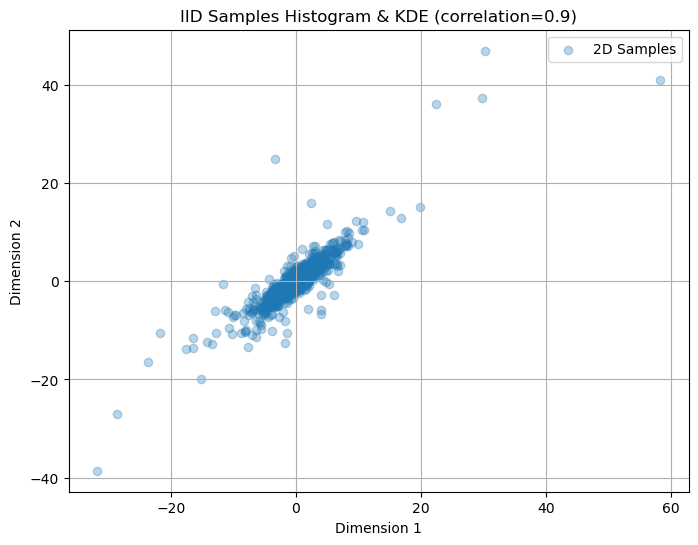 IID Samples Histogram & KDE (correlation=0.9)
2D Samples
40
20
0
−20
−40
Dimension 2
−20 0 20 40 60
Dimension 1